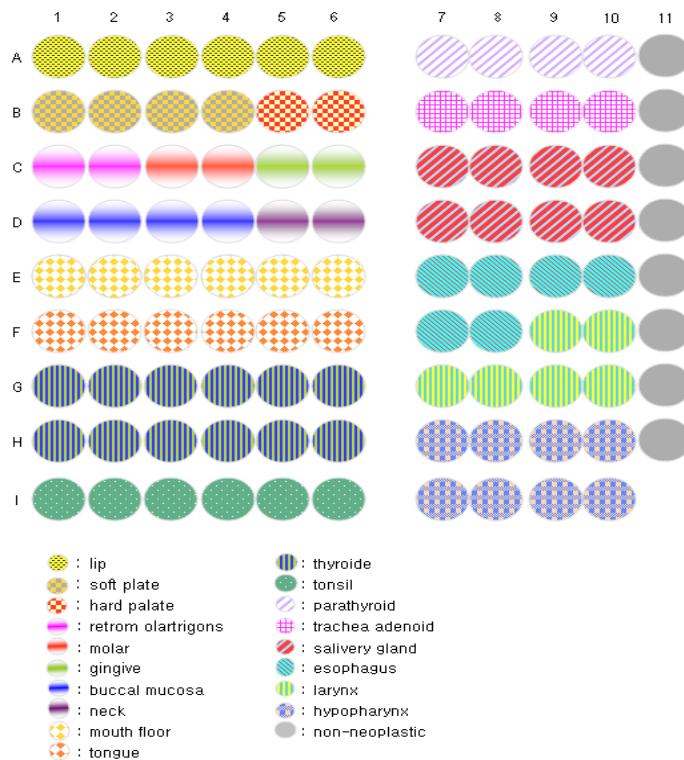 1 2 3 4 5 6 7 8 9 10 11
A
B
C
D
E
F
G
H
I
: lip
: soft plate
: hard palate
: retrom olartrigons
: molar
: gingive
: buccal mucosa
: neck
: mouth floor
: tongue
: thyroide
: tonsil
: parathyroid
: trachea adenoid
: salivery gland
: esophagus
: larynx
: hypopharynx
: non-neoplastic